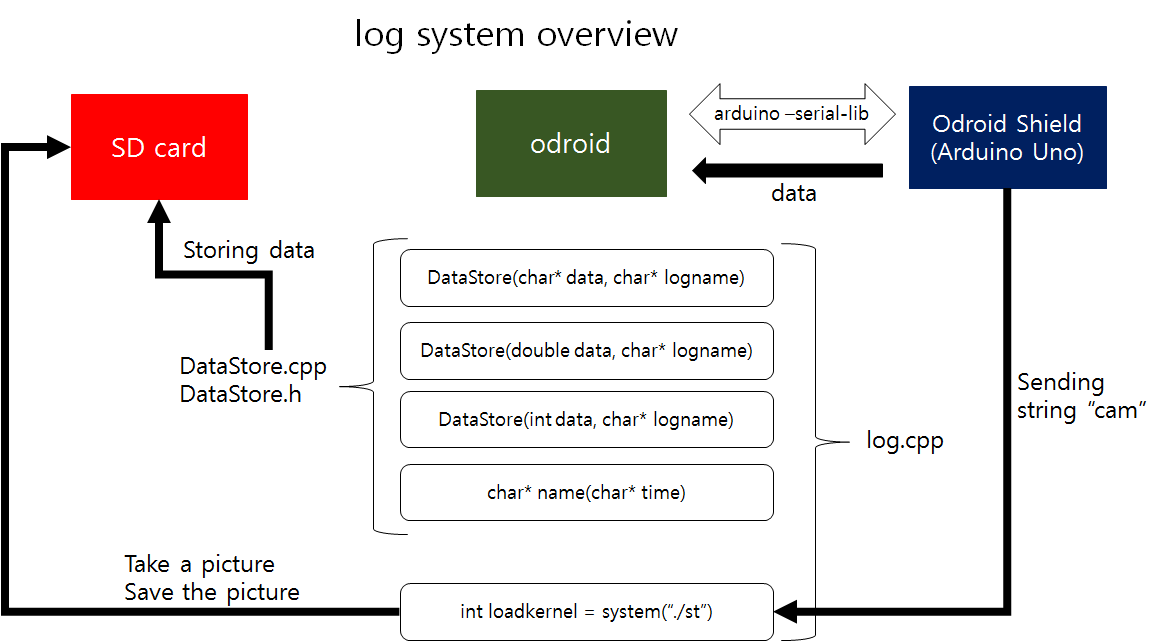 log system overview
SD card
odroid
arduino –serial-lib
Odroid Shield
(Arduino Uno)
data
Storing data
DataStore(char* data, char* logname)
DataStore(double data, char* logname)
DataStore.cpp
DataStore.h
DataStore(int data, char* logname)
Sending
string “cam”
log.cpp
char* name(char* time)
Take a picture
Save the picture
int loadkernel = system(“./st”)